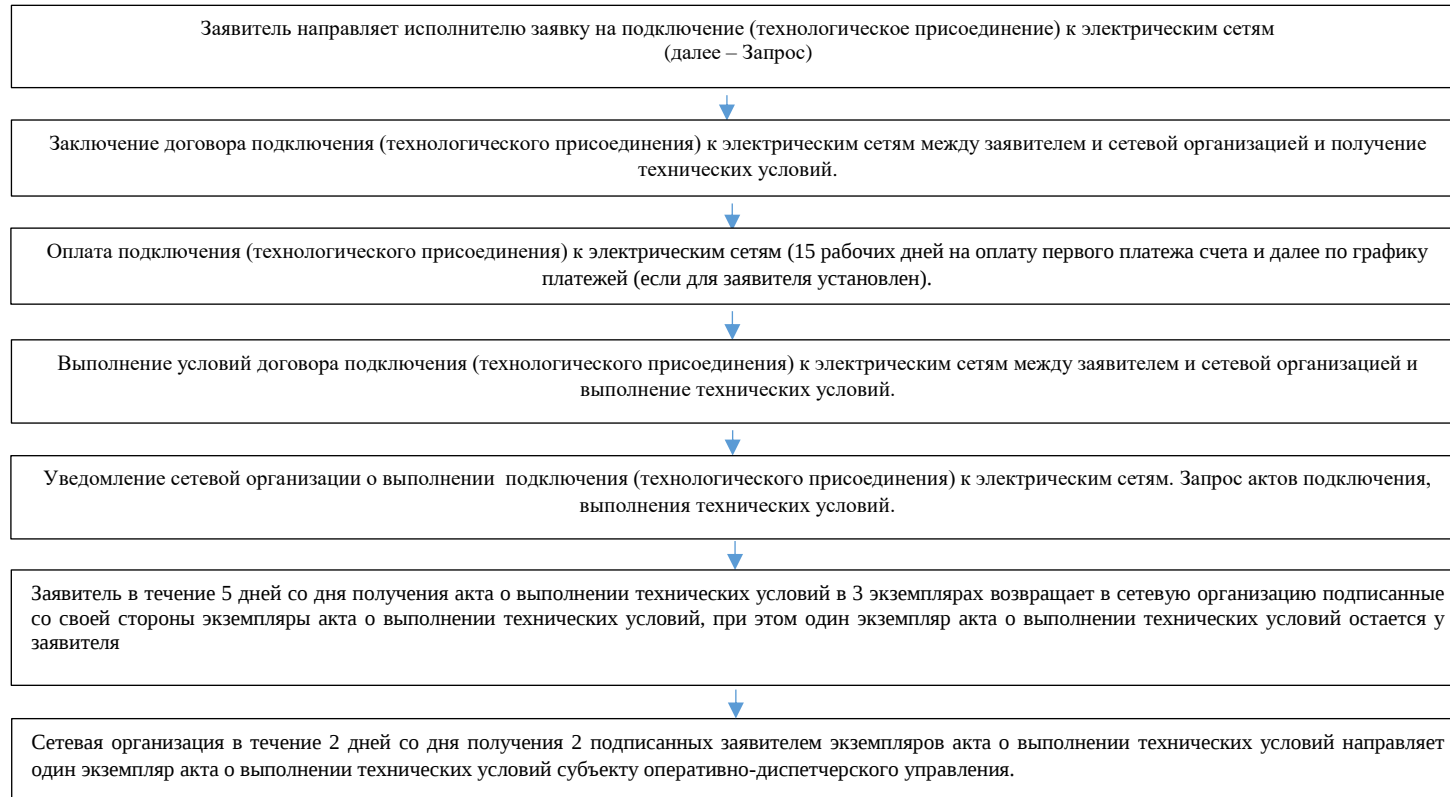 Заявитель направляет исполнителю заявку на подключение (технологическое присоединение) к электрическим сетям
(далее – Запрос)
Заключение договора подключения (технологического присоединения) к электрическим сетям между заявителем и сетевой организацией и получение
технических условий.
Оплата подключения (технологического присоединения) к электрическим сетям (15 рабочих дней на оплату первого платежа счета и далее по графику
платежей (если для заявителя установлен).
Выполнение условий договора подключения (технологического присоединения) к электрическим сетям между заявителем и сетевой организацией и
выполнение технических условий.
Уведомление сетевой организации о выполнении подключения (технологического присоединения) к электрическим сетям. Запрос актов подключения,
выполнения технических условий.
Заявитель в течение 5 дней со дня получения акта о выполнении технических условий в 3 экземплярах возвращает в сетевую организацию подписанные
со своей стороны экземпляры акта о выполнении технических условий, при этом один экземпляр акта о выполнении технических условий остается у
заявителя
Сетевая организация в течение 2 дней со дня получения 2 подписанных заявителем экземпляров акта о выполнении технических условий направляет
один экземпляр акта о выполнении технических условий субъекту оперативно-диспетчерского управления.